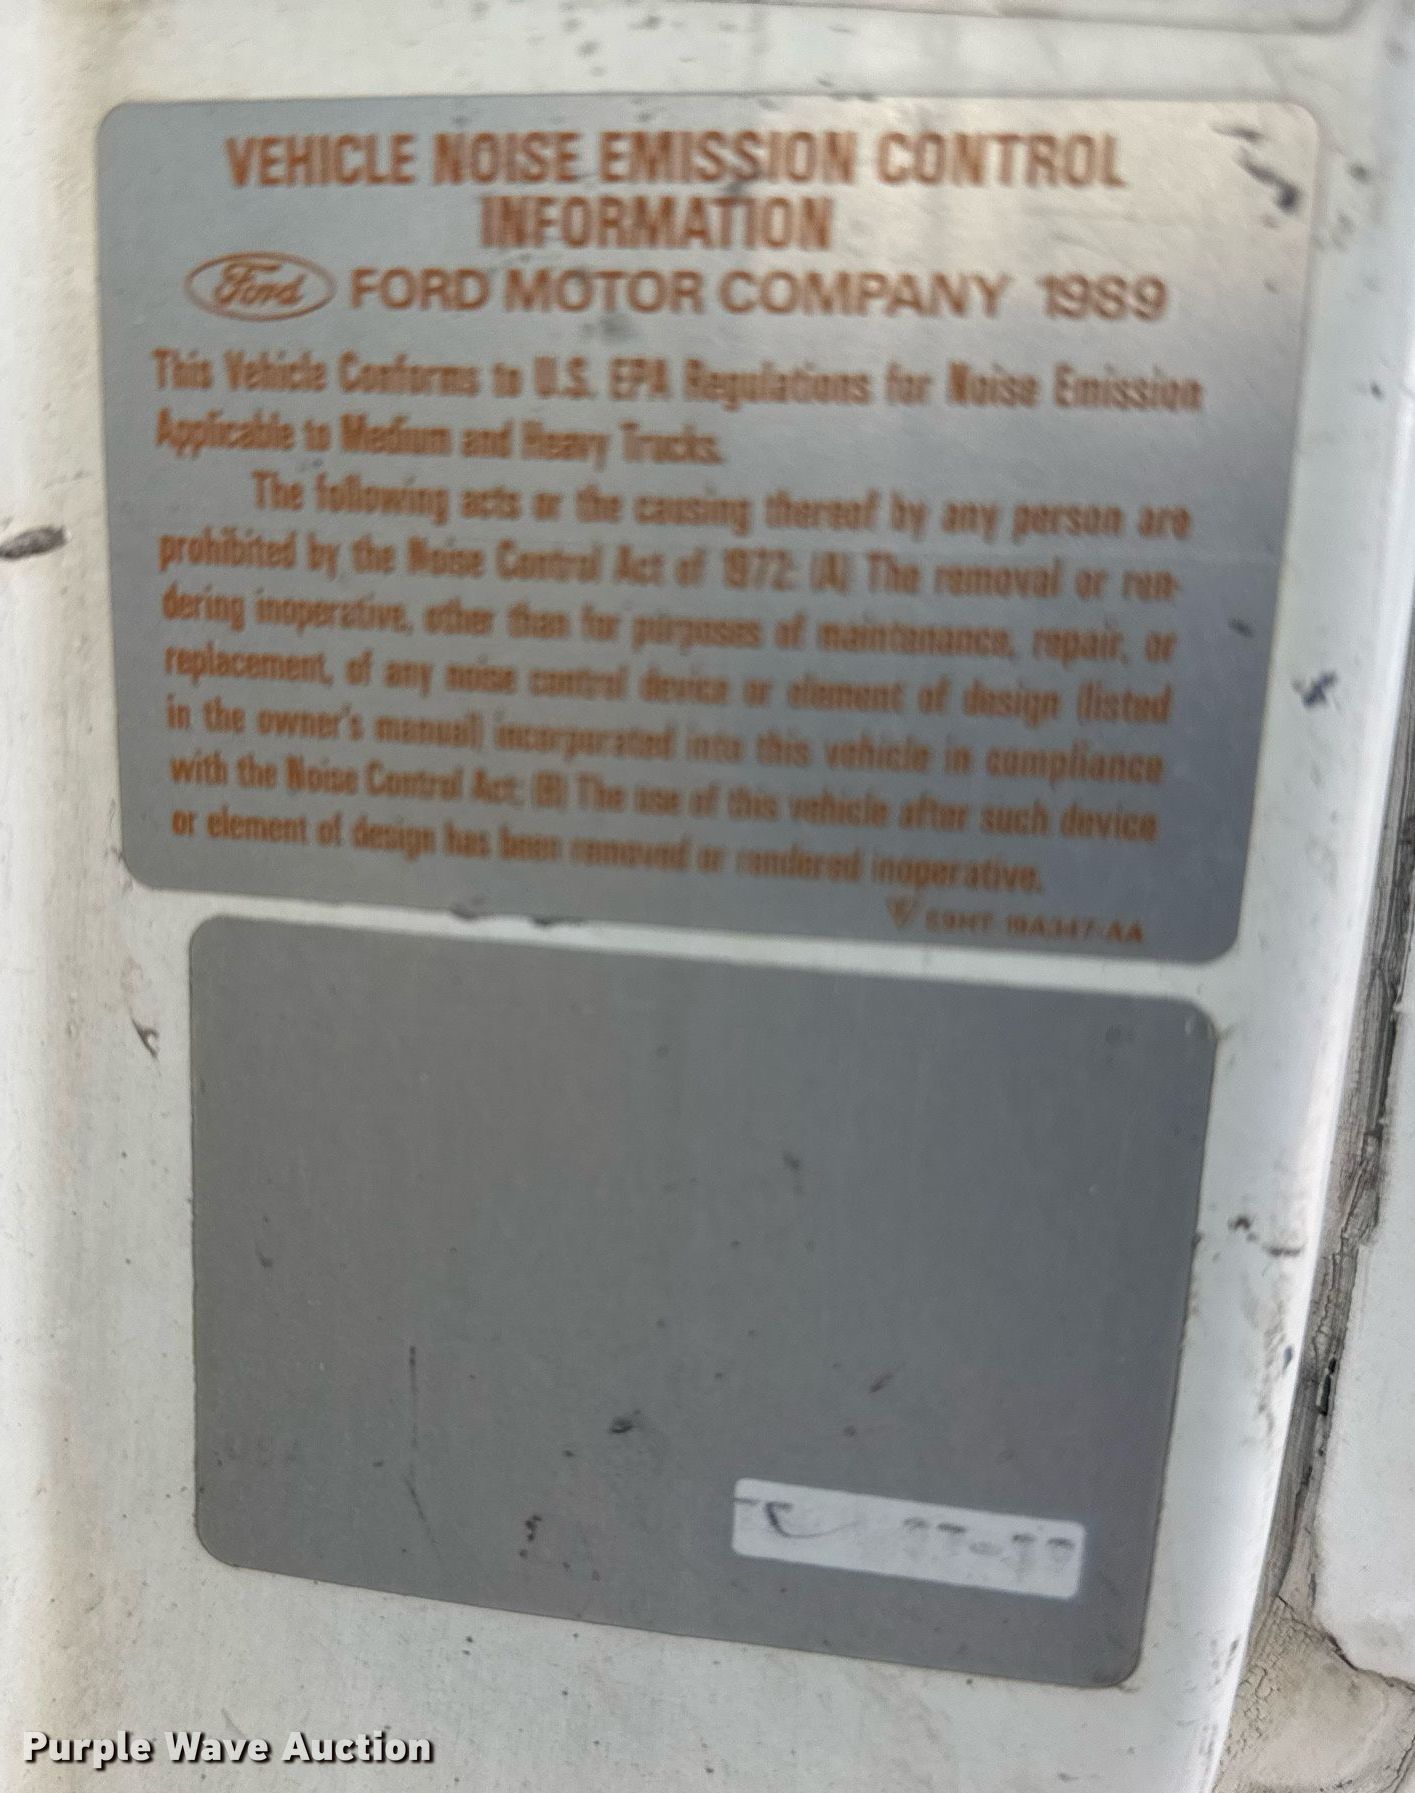 VEHICLE NOISE EMISSION CONTROL
INFORMATION
Ford FORD MOTOR COMPANY 1989
This Vehicle Conforms to U.S. EPA Regulations for Noise Emission
Applicable to Medium and Heavy Trucks.
The following acts or the causing thereof by any person are
prohibited by the Noise Control Act of 1972: (A) The removal or ren-
dering inoperative, other than for purposes of maintenance, repair, or
replacement, of any noise control device or element of design (listed
in the owner's manual) incorporated into this vehicle in compliance
with the Noise Control Act; (B) The use of this vehicle after such device
or element of design has been removed or rendered inoperative.
E9HT-19A347-AA
Purple Wave Auction